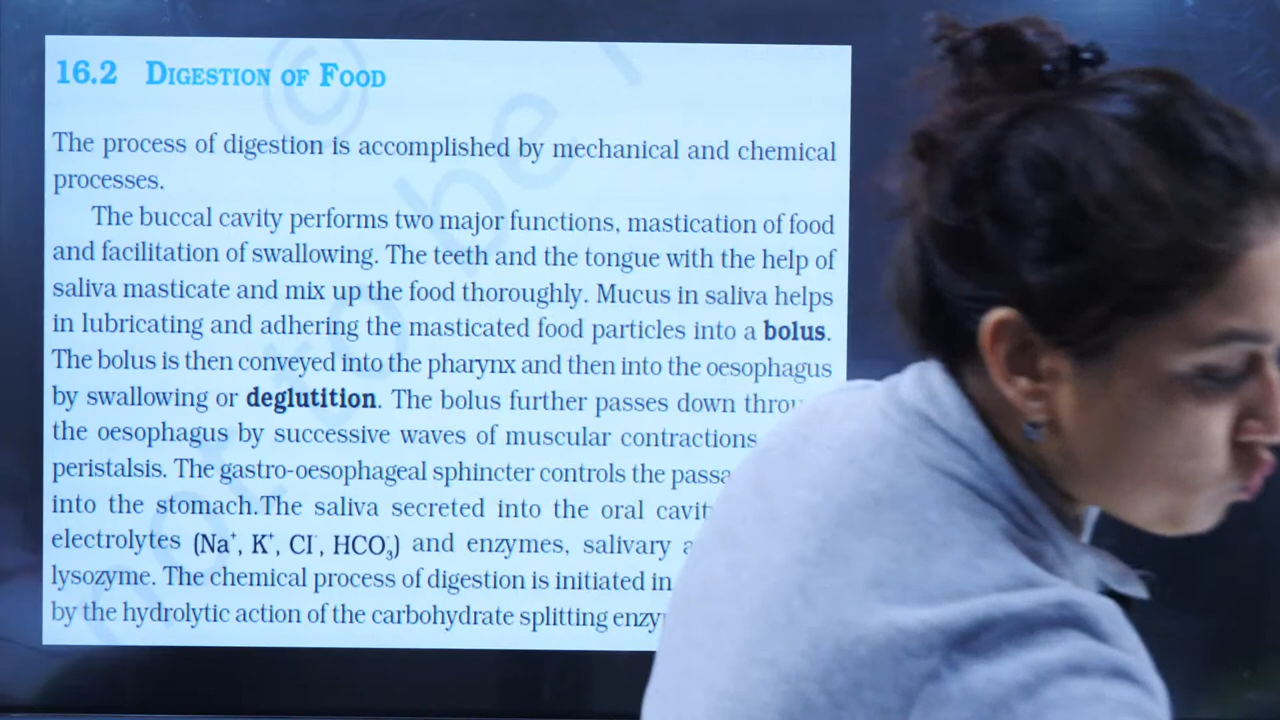 16.2 DIGESTION OF FOOD
The process of digestion is accomplished by mechanical and chemical
processes.
The buccal cavity performs two major functions, mastication of food
and facilitation of swallowing. The teeth and the tongue with the help of
saliva masticate and mix up the food thoroughly. Mucus in saliva helps
in lubricating and adhering the masticated food particles into a bolus.
The bolus is then conveyed into the pharynx and then into the oesophagus
by swallowing or deglutition. The bolus further passes down
the oesophagus by successive waves of muscular contractions
peristalsis. The gastro-oesophageal sphincter controls the
into the stomach.The saliva secreted into the oral
electrolytes (Na⁺, K⁺, Cl⁻, HCO₃⁻) and enzymes, salivary
lysozyme. The chemical process of digestion is initiated in
by the hydrolytic action of the carbohydrate splitting
© not to be r